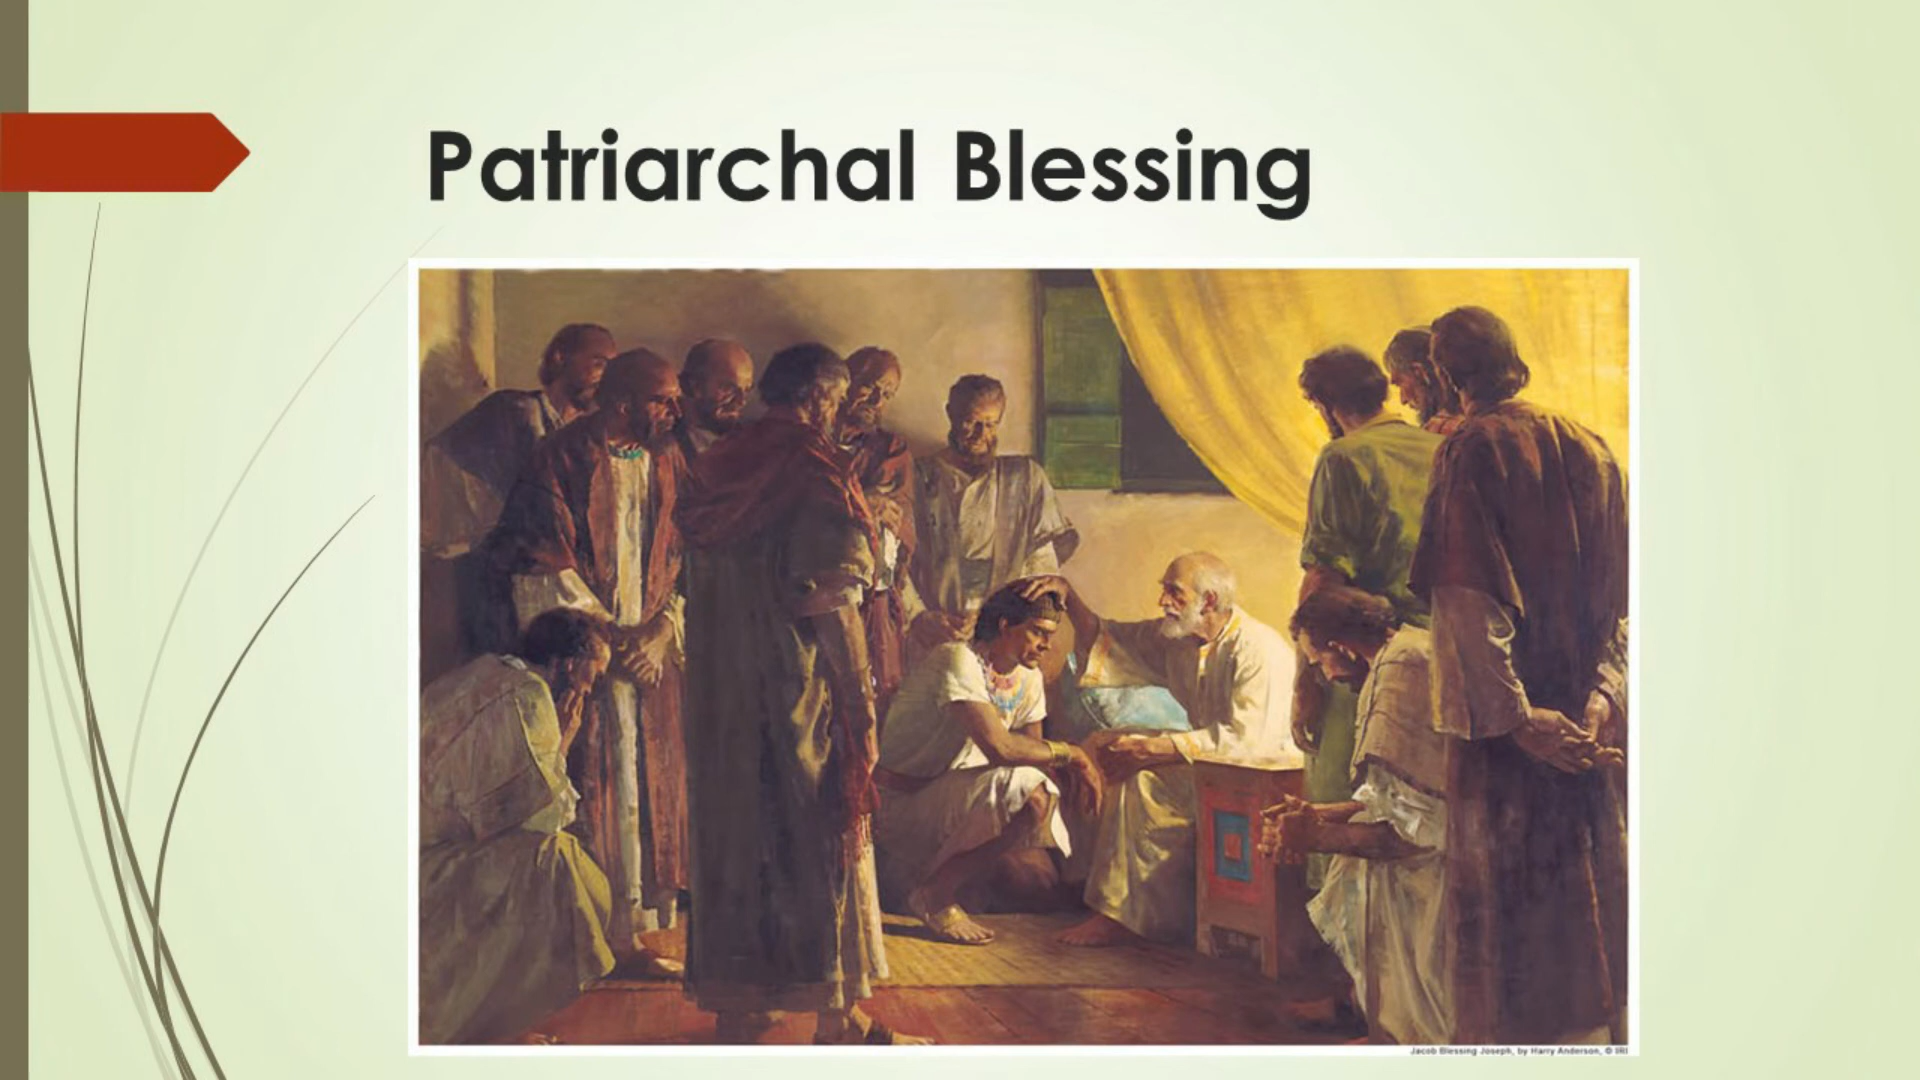 Patriarchal Blessing
Jacob Blessing Joseph, by Harry Anderson, © IRI